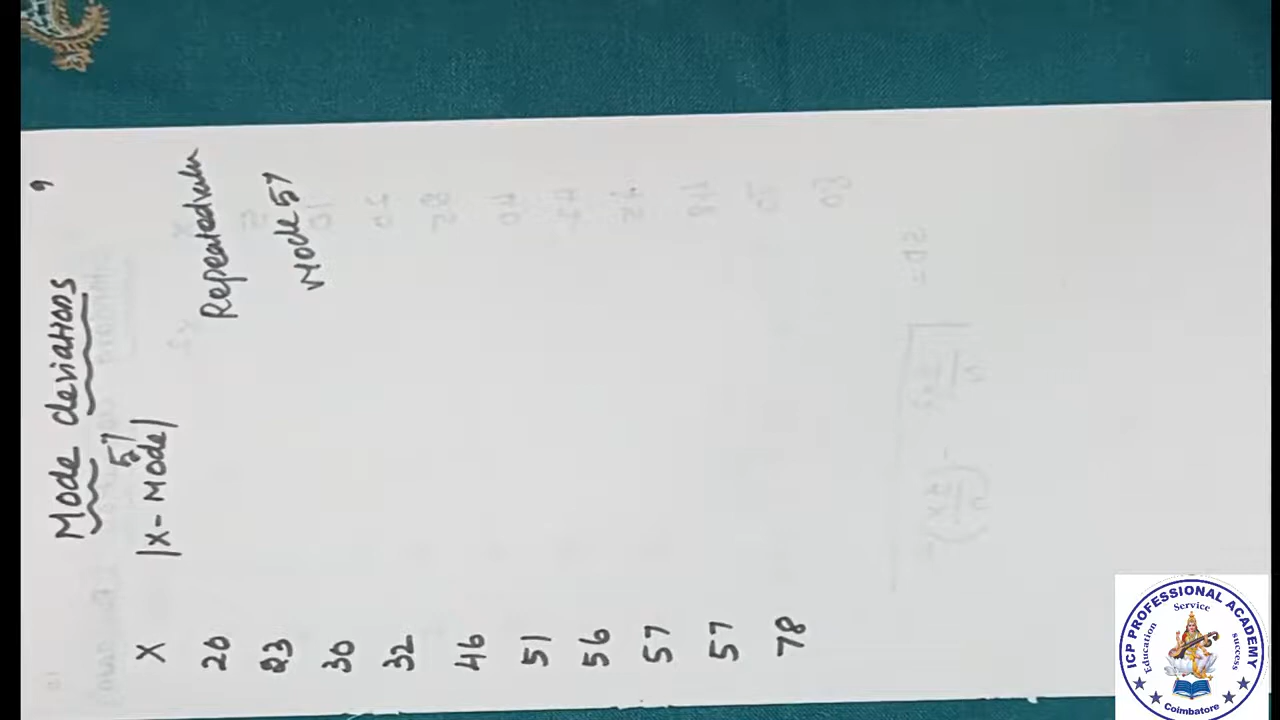 9
Mode deviations
57
X |X - Mode|
20 Repeated value
23
Mode 57
30
32
46
51
56
57
57
78
ICP PROFESSIONAL ACADEMY
Service
Education
success
Coimbatore